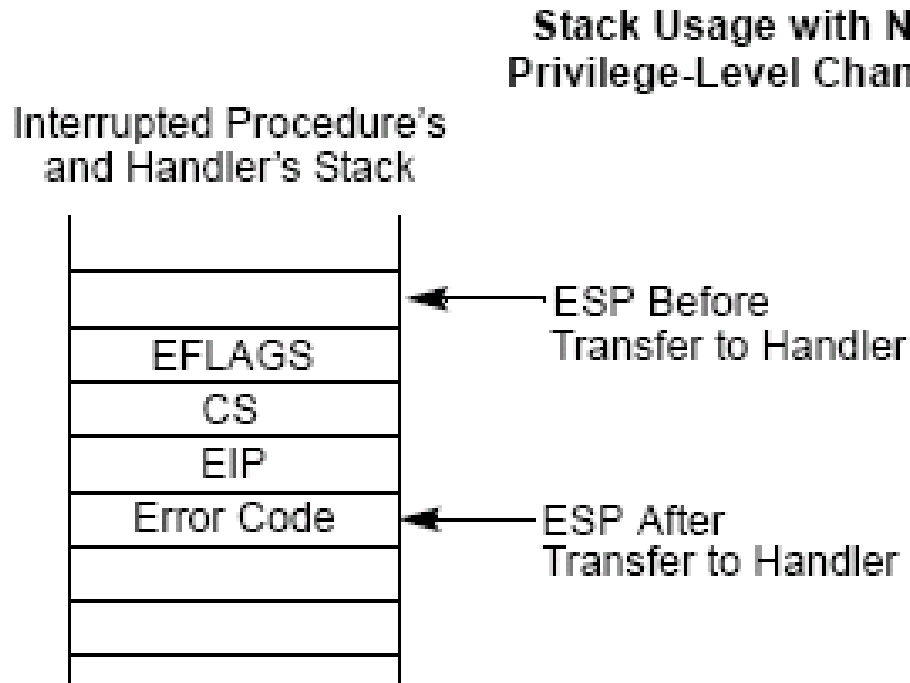 Stack Usage with N
Privilege-Level Chan
Interrupted Procedure's
and Handler's Stack
ESP Before
Transfer to Handler
EFLAGS
CS
EIP
Error Code
ESP After
Transfer to Handler